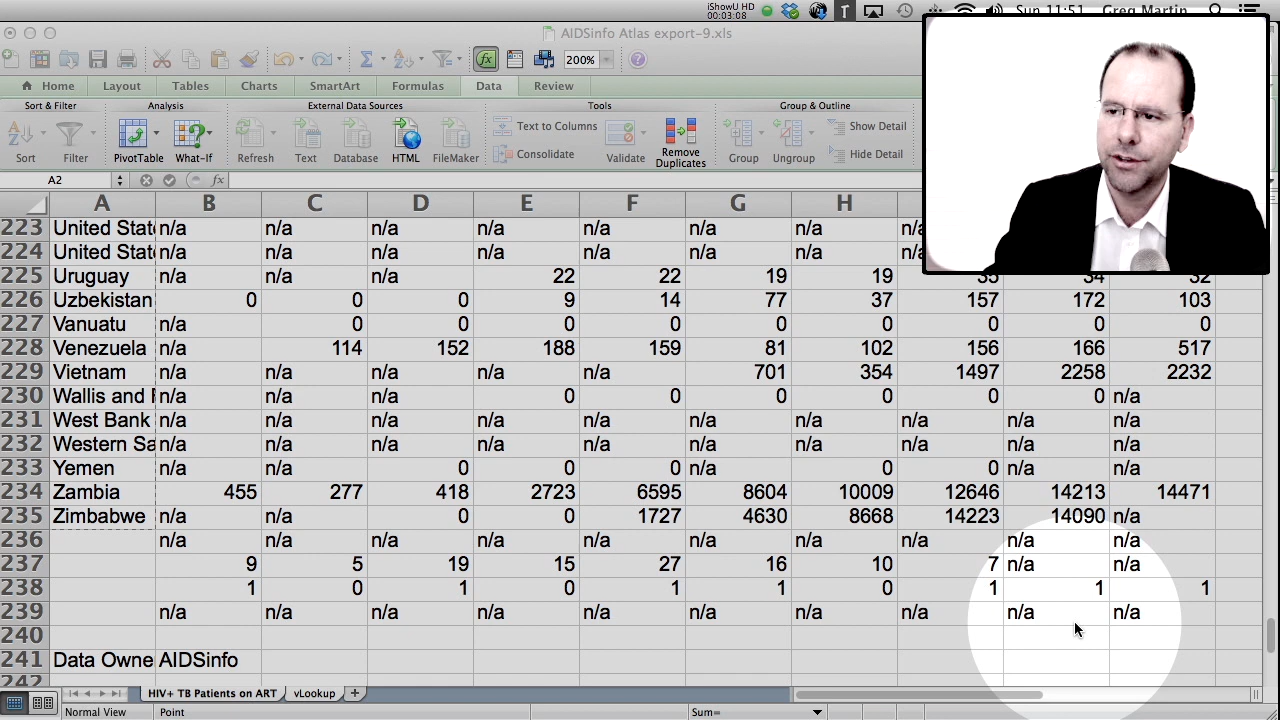 iShowU HD
00:03:08
Sun 11:51 Greg Martin
AIDSinfo Atlas export-9.xls
200%
Home Layout Tables Charts SmartArt Formulas Data Review
Sort & Filter Analysis External Data Sources Tools Group & Outline
Sort Filter PivotTable What-If Refresh Text Database HTML FileMaker Text to Columns Consolidate Validate Remove Duplicates Group Ungroup Show Detail Hide Detail
A2 fx
A B C D E F G H
223 United State n/a n/a n/a n/a n/a n/a n/a n/a
224 United State n/a n/a n/a n/a n/a n/a n/a n/a
225 Uruguay n/a n/a n/a 22 22 19 19 35 34 32
226 Uzbekistan 0 0 0 9 14 77 37 157 172 103
227 Vanuatu n/a 0 0 0 0 0 0 0 0 0
228 Venezuela n/a 114 152 188 159 81 102 156 166 517
229 Vietnam n/a n/a n/a n/a n/a 701 354 1497 2258 2232
230 Wallis and F n/a n/a n/a 0 0 0 0 0 0 n/a
231 West Bank n/a n/a n/a n/a n/a n/a n/a n/a n/a n/a
232 Western Sa n/a n/a n/a n/a n/a n/a n/a n/a n/a n/a
233 Yemen n/a n/a 0 0 0 n/a 0 0 n/a n/a
234 Zambia 455 277 418 2723 6595 8604 10009 12646 14213 14471
235 Zimbabwe n/a n/a 0 0 1727 4630 8668 14223 14090 n/a
236 n/a n/a n/a n/a n/a n/a n/a n/a n/a n/a
237 9 5 19 15 27 16 10 7 n/a n/a
238 1 0 1 0 1 1 0 1 1 1
239 n/a n/a n/a n/a n/a n/a n/a n/a n/a n/a
240
241 Data Owne AIDSinfo
242
HIV+ TB Patients on ART vLookup
Normal View Point Sum=